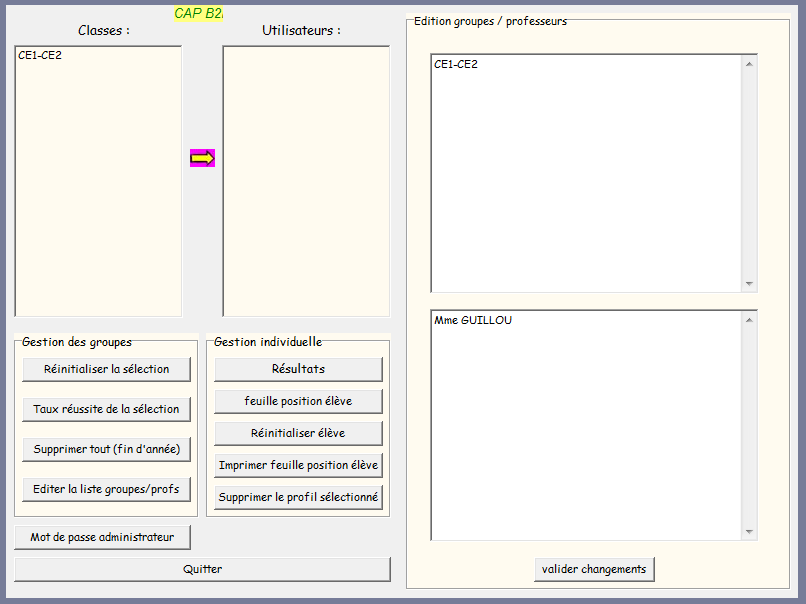 CAP B2i
Classes :
Utilisateurs :
CE1-CE2
Gestion des groupes
Réinitialiser la sélection
Taux réussite de la sélection
Supprimer tout (fin d'année)
Editer la liste groupes/profs
Gestion individuelle
Résultats
feuille position élève
Réinitialiser élève
Imprimer feuille position élève
Supprimer le profil sélectionné
Mot de passe administrateur
Quitter
Edition groupes / professeurs
CE1-CE2
Mme GUILLOU
valider changements